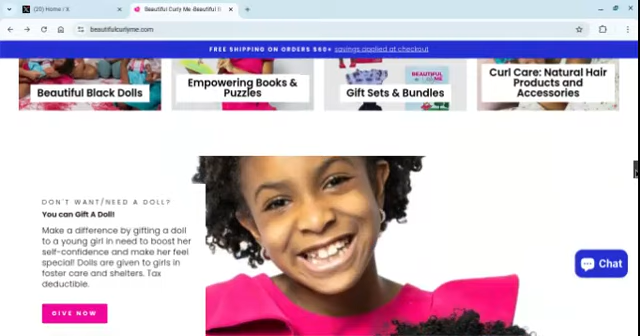 (20) Home / X
Beautiful Curly Me-Beautiful B
beautifulcurlyme.com
FREE SHIPPING ON ORDERS $60+ savings applied at checkout
Beautiful Black Dolls
Empowering Books &
Puzzles
Gift Sets & Bundles
Curl Care: Natural Hair
Products and
Accessories
DON'T WANT/NEED A DOLL?
You can Gift A Doll!
Make a difference by gifting a doll
to a young girl in need to boost her
self-confidence and make her feel
special! Dolls are given to girls in
foster care and shelters. Tax
deductible.
GIVE NOW
Chat